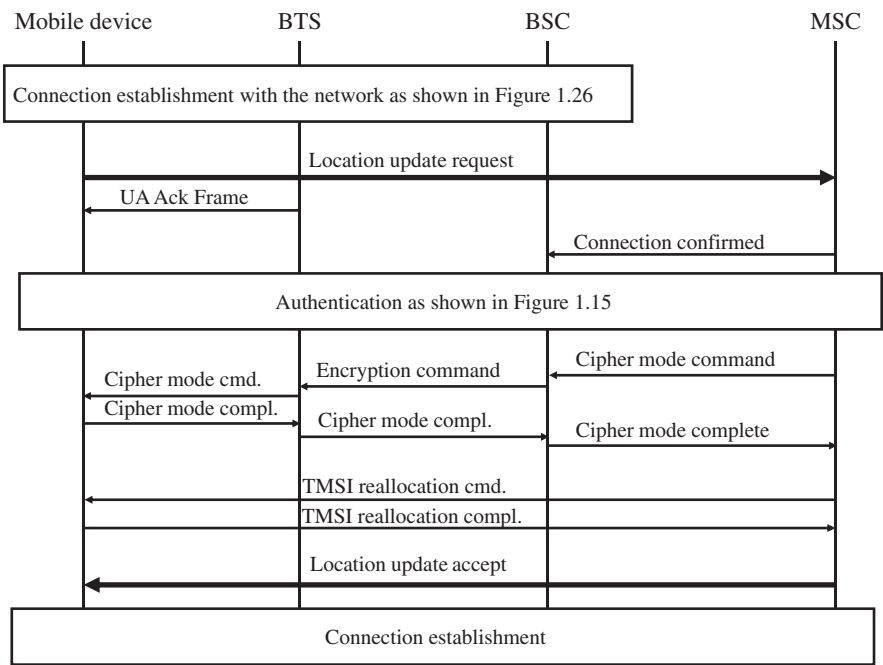 Mobile device BTS BSC MSC
Connection establishment with the network as shown in Figure 1.26
Location update request
UA Ack Frame
Connection confirmed
Authentication as shown in Figure 1.15
Cipher mode command
Encryption command
Cipher mode cmd.
Cipher mode compl.
Cipher mode compl.
Cipher mode complete
TMSI reallocation cmd.
TMSI reallocation compl.
Location update accept
Connection establishment